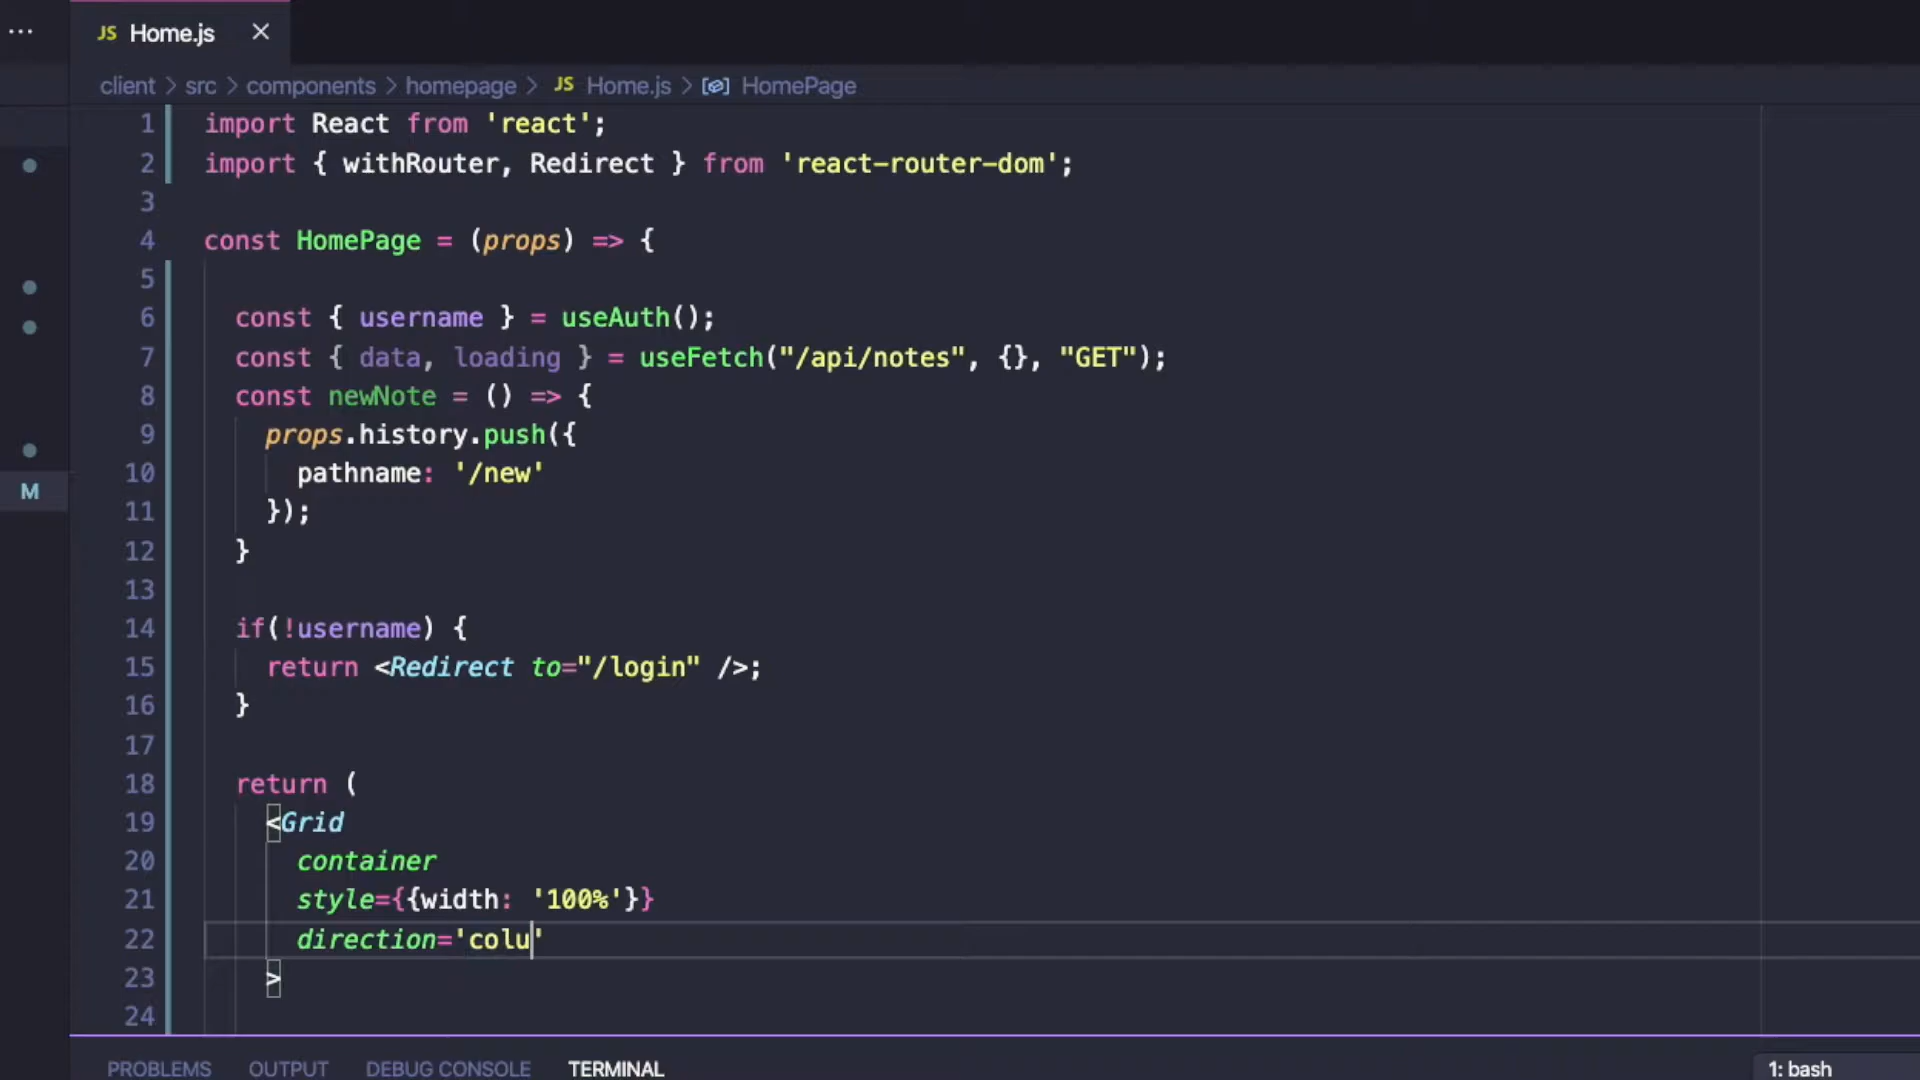 ... JS Home.js ×
client > src > components > homepage > JS Home.js > HomePage
1 import React from 'react';
2 import { withRouter, Redirect } from 'react-router-dom';
3
4 const HomePage = (props) => {
5
6 const { username } = useAuth();
7 const { data, loading } = useFetch("/api/notes", {}, "GET");
8 const newNote = () => {
9 props.history.push({
10 pathname: '/new'
11 });
12 }
13
14 if(!username) {
15 return <Redirect to="/login" />;
16 }
17
18 return (
19 <Grid
20 container
21 style={{width: '100%'}}
22 direction='colu'
23 >
24
M
PROBLEMS OUTPUT DEBUG CONSOLE TERMINAL 1: bash